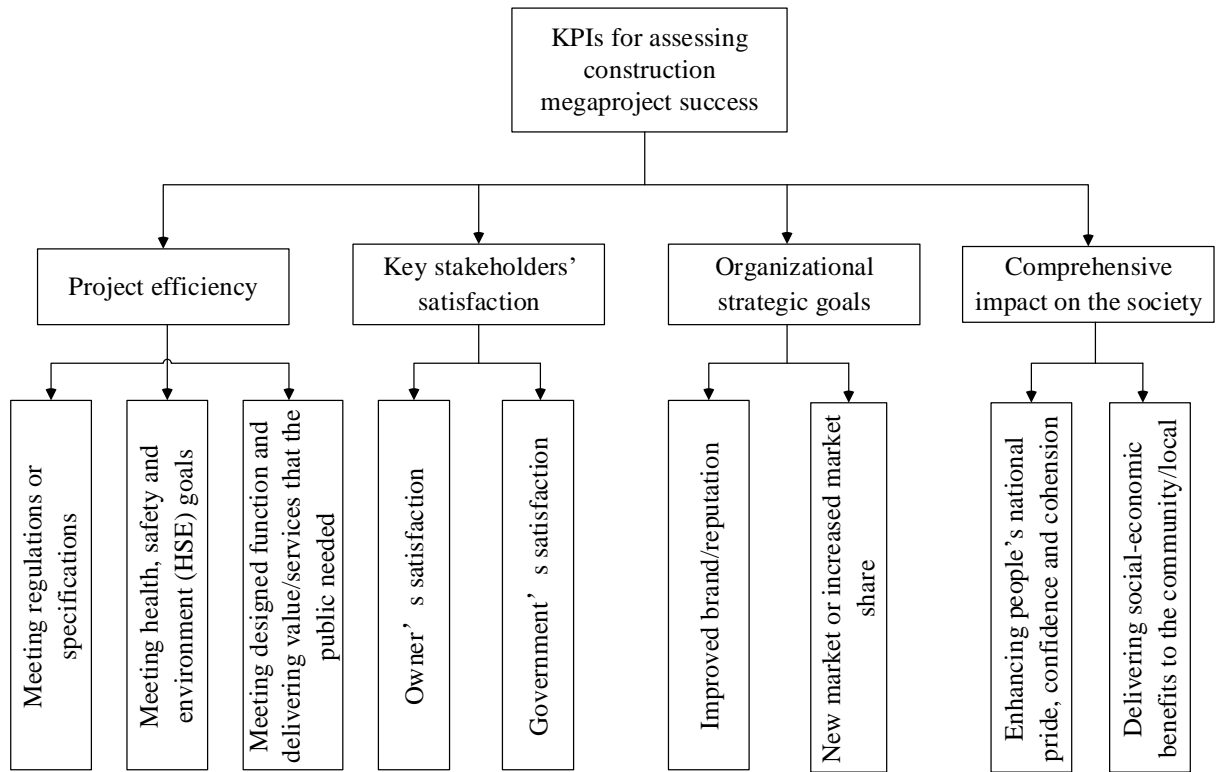 KPIs for assessing
construction
megaproject success
Project efficiency
Key stakeholders’
satisfaction
Organizational
strategic goals
Comprehensive
impact on the society
Meeting regulations or
specifications
Meeting health, safety and
environment (HSE) goals
Meeting designed function and
delivering value/services that the
public needed
Owner’s satisfaction
Government’s satisfaction
Improved brand/reputation
New market or increased market
share
Enhancing people’s national
pride, confidence and cohension
Delivering social-economic
benefits to the community/local